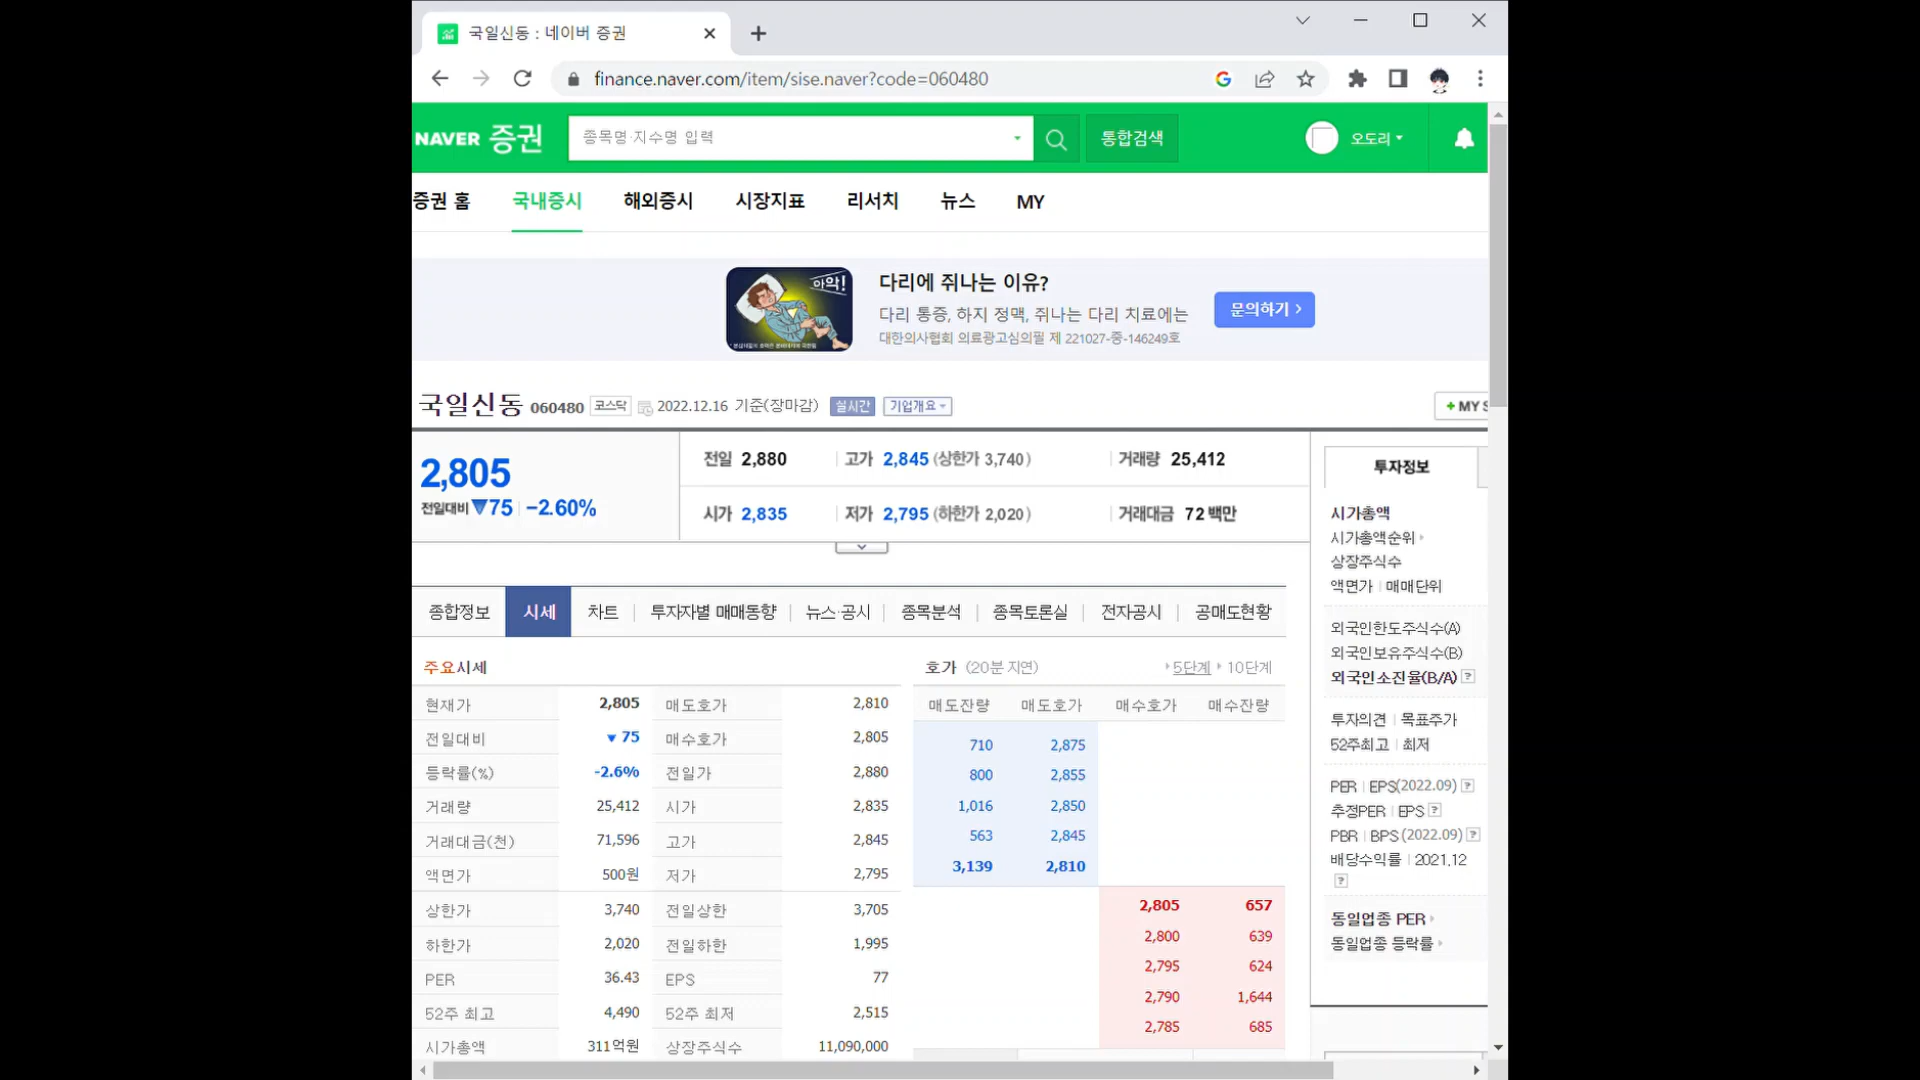 국일신동 : 네이버 증권
finance.naver.com/item/sise.naver?code=060480
NAVER 증권
종목명·지수명 입력
통합검색
오도리
증권 홈 국내증시 해외증시 시장지표 리서치 뉴스 MY
아악!
다리에 쥐나는 이유?
다리 통증, 하지 정맥, 쥐나는 다리 치료에는
대한의사협회 의료광고심의필 제 221027-중-146249호
문의하기 >
국일신동 060480 코스닥 2022.12.16 기준(장마감) 실시간 기업개요
+ MY S
2,805
전일대비 ▼75 -2.60%
전일 2,880 고가 2,845 (상한가 3,740) 거래량 25,412
시가 2,835 저가 2,795 (하한가 2,020) 거래대금 72 백만
종합정보 시세 차트 투자자별 매매동향 뉴스·공시 종목분석 종목토론실 전자공시 공매도현황
주요시세
현재가 2,805 매도호가 2,810
전일대비 ▼ 75 매수호가 2,805
등락률(%) -2.6% 전일가 2,880
거래량 25,412 시가 2,835
거래대금(천) 71,596 고가 2,845
액면가 500원 저가 2,795
상한가 3,740 전일상한 3,705
하한가 2,020 전일하한 1,995
PER 36.43 EPS 77
52주 최고 4,490 52주 최저 2,515
시가총액 311억원 상장주식수 11,090,000
호가 (20분 지연) 5단계 10단계
매도잔량 매도호가 매수호가 매수잔량
710 2,875
800 2,855
1,016 2,850
563 2,845
3,139 2,810
2,805 657
2,800 639
2,795 624
2,790 1,644
2,785 685
투자정보
시가총액
시가총액순위
상장주식수
액면가 | 매매단위
외국인한도주식수(A)
외국인보유주식수(B)
외국인소진율(B/A) ?
투자의견 | 목표주가
52주최고 | 최저
PER | EPS(2022.09) ?
추정PER | EPS ?
PBR | BPS (2022.09) ?
배당수익률 | 2021.12
?
동일업종 PER
동일업종 등락률